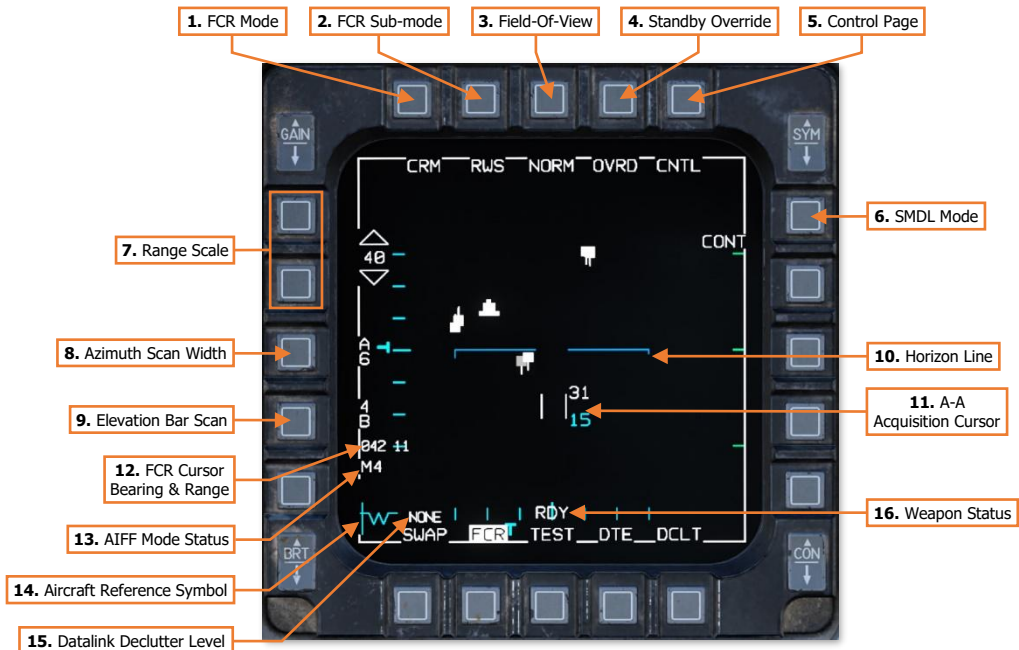 1. FCR Mode
2. FCR Sub-mode
3. Field-Of-View
4. Standby Override
5. Control Page
GAIN
SYM
CRM RWS NORM OVRD CNTL
6. SMDL Mode
7. Range Scale
CONT
40
8. Azimuth Scan Width
A
6
10. Horizon Line
9. Elevation Bar Scan
4
B
31
15
11. A-A
Acquisition Cursor
12. FCR Cursor
Bearing & Range
042 11
M4
13. AIFF Mode Status
NONE
RDY
16. Weapon Status
SWAP FCR TEST DTE DCLT
BRT
CON
14. Aircraft Reference Symbol
15. Datalink Declutter Level